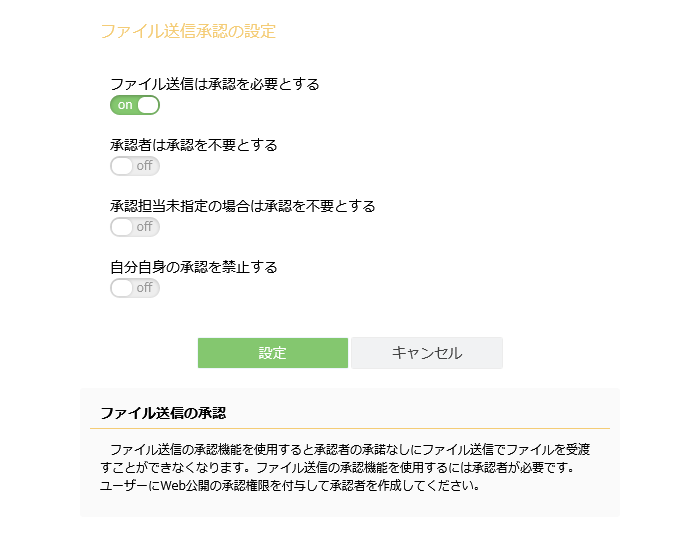 ファイル送信承認の設定
ファイル送信は承認を必要とする
on
承認者は承認を不要とする
off
承認担当未指定の場合は承認を不要とする
off
自分自身の承認を禁止する
off
設定 キャンセル
ファイル送信の承認
ファイル送信の承認機能を使用すると承認者の承諾なしにファイル送信でファイルを受渡
すことができなくなります。ファイル送信の承認機能を使用するには承認者が必要です。
ユーザーにWeb公開の承認権限を付与して承認者を作成してください。